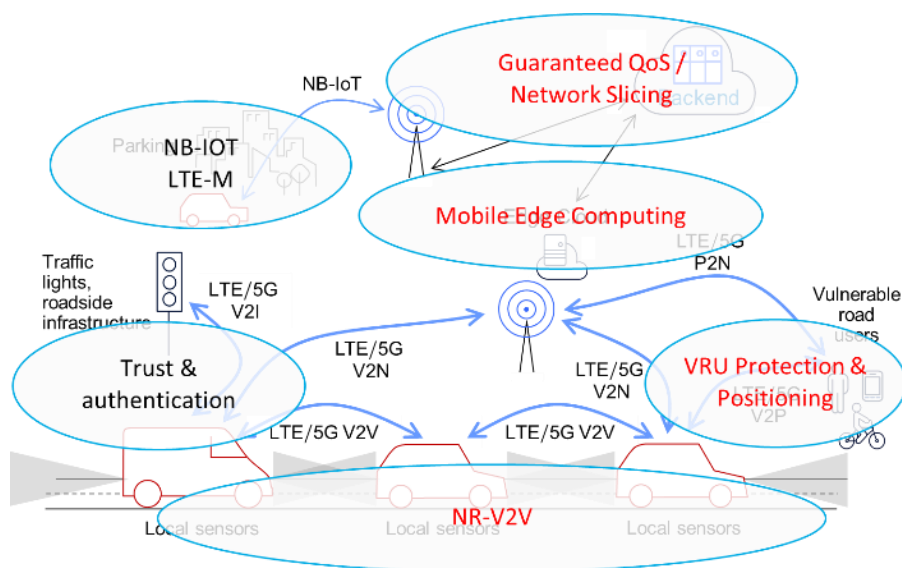 Guaranteed QoS /
Network Slicing
Backend
NB-IoT
Parking
NB-IOT
LTE-M
Mobile Edge Computing
LTE/5G
P2N
Traffic
lights,
roadside
infrastructure
LTE/5G
V2I
Vulnerable
road
users
Trust &
authentication
LTE/5G
V2N
LTE/5G
V2N
VRU Protection &
Positioning
LTE/5G
V2P
LTE/5G V2V
LTE/5G V2V
NR-V2V
Local sensors
Local sensors
Local sensors